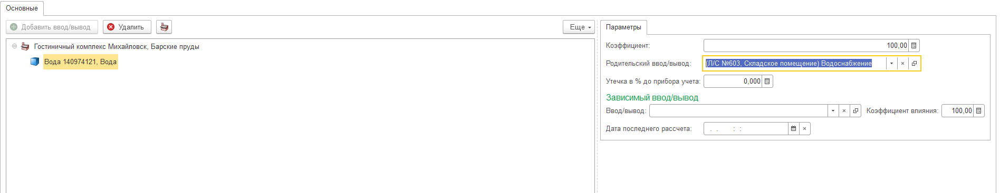 Основные
Добавить ввод/вывод Удалить Еще
Гостиничный комплекс Михайловск, Барские пруды
Вода 140974121, Вода
Параметры
Коэффициент: 100,00
Родительский ввод/вывод: (Л/С №603, Складское помещение) Водоснабжение
Утечка в % до прибора учета: 0,000
Зависимый ввод/вывод
Ввод/вывод: Коэффициент влияния: 100,00
Дата последнего рассчета: . . : :